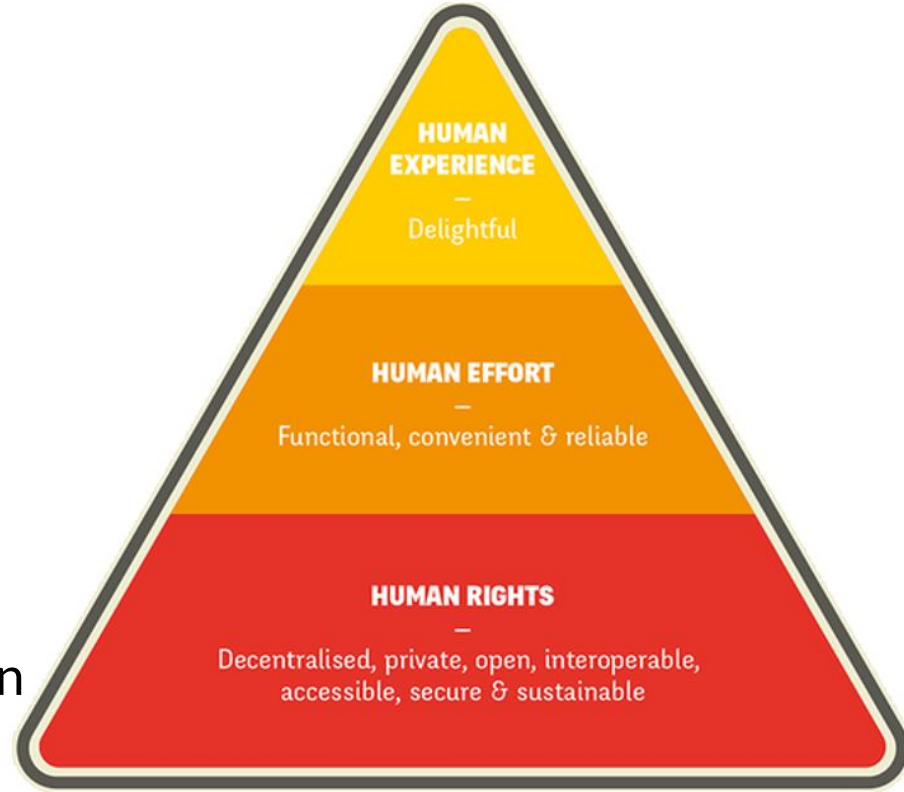 HUMAN
EXPERIENCE
–
Delightful
HUMAN EFFORT
–
Functional, convenient & reliable
HUMAN RIGHTS
–
Decentralised, private, open, interoperable,
accessible, secure & sustainable
n